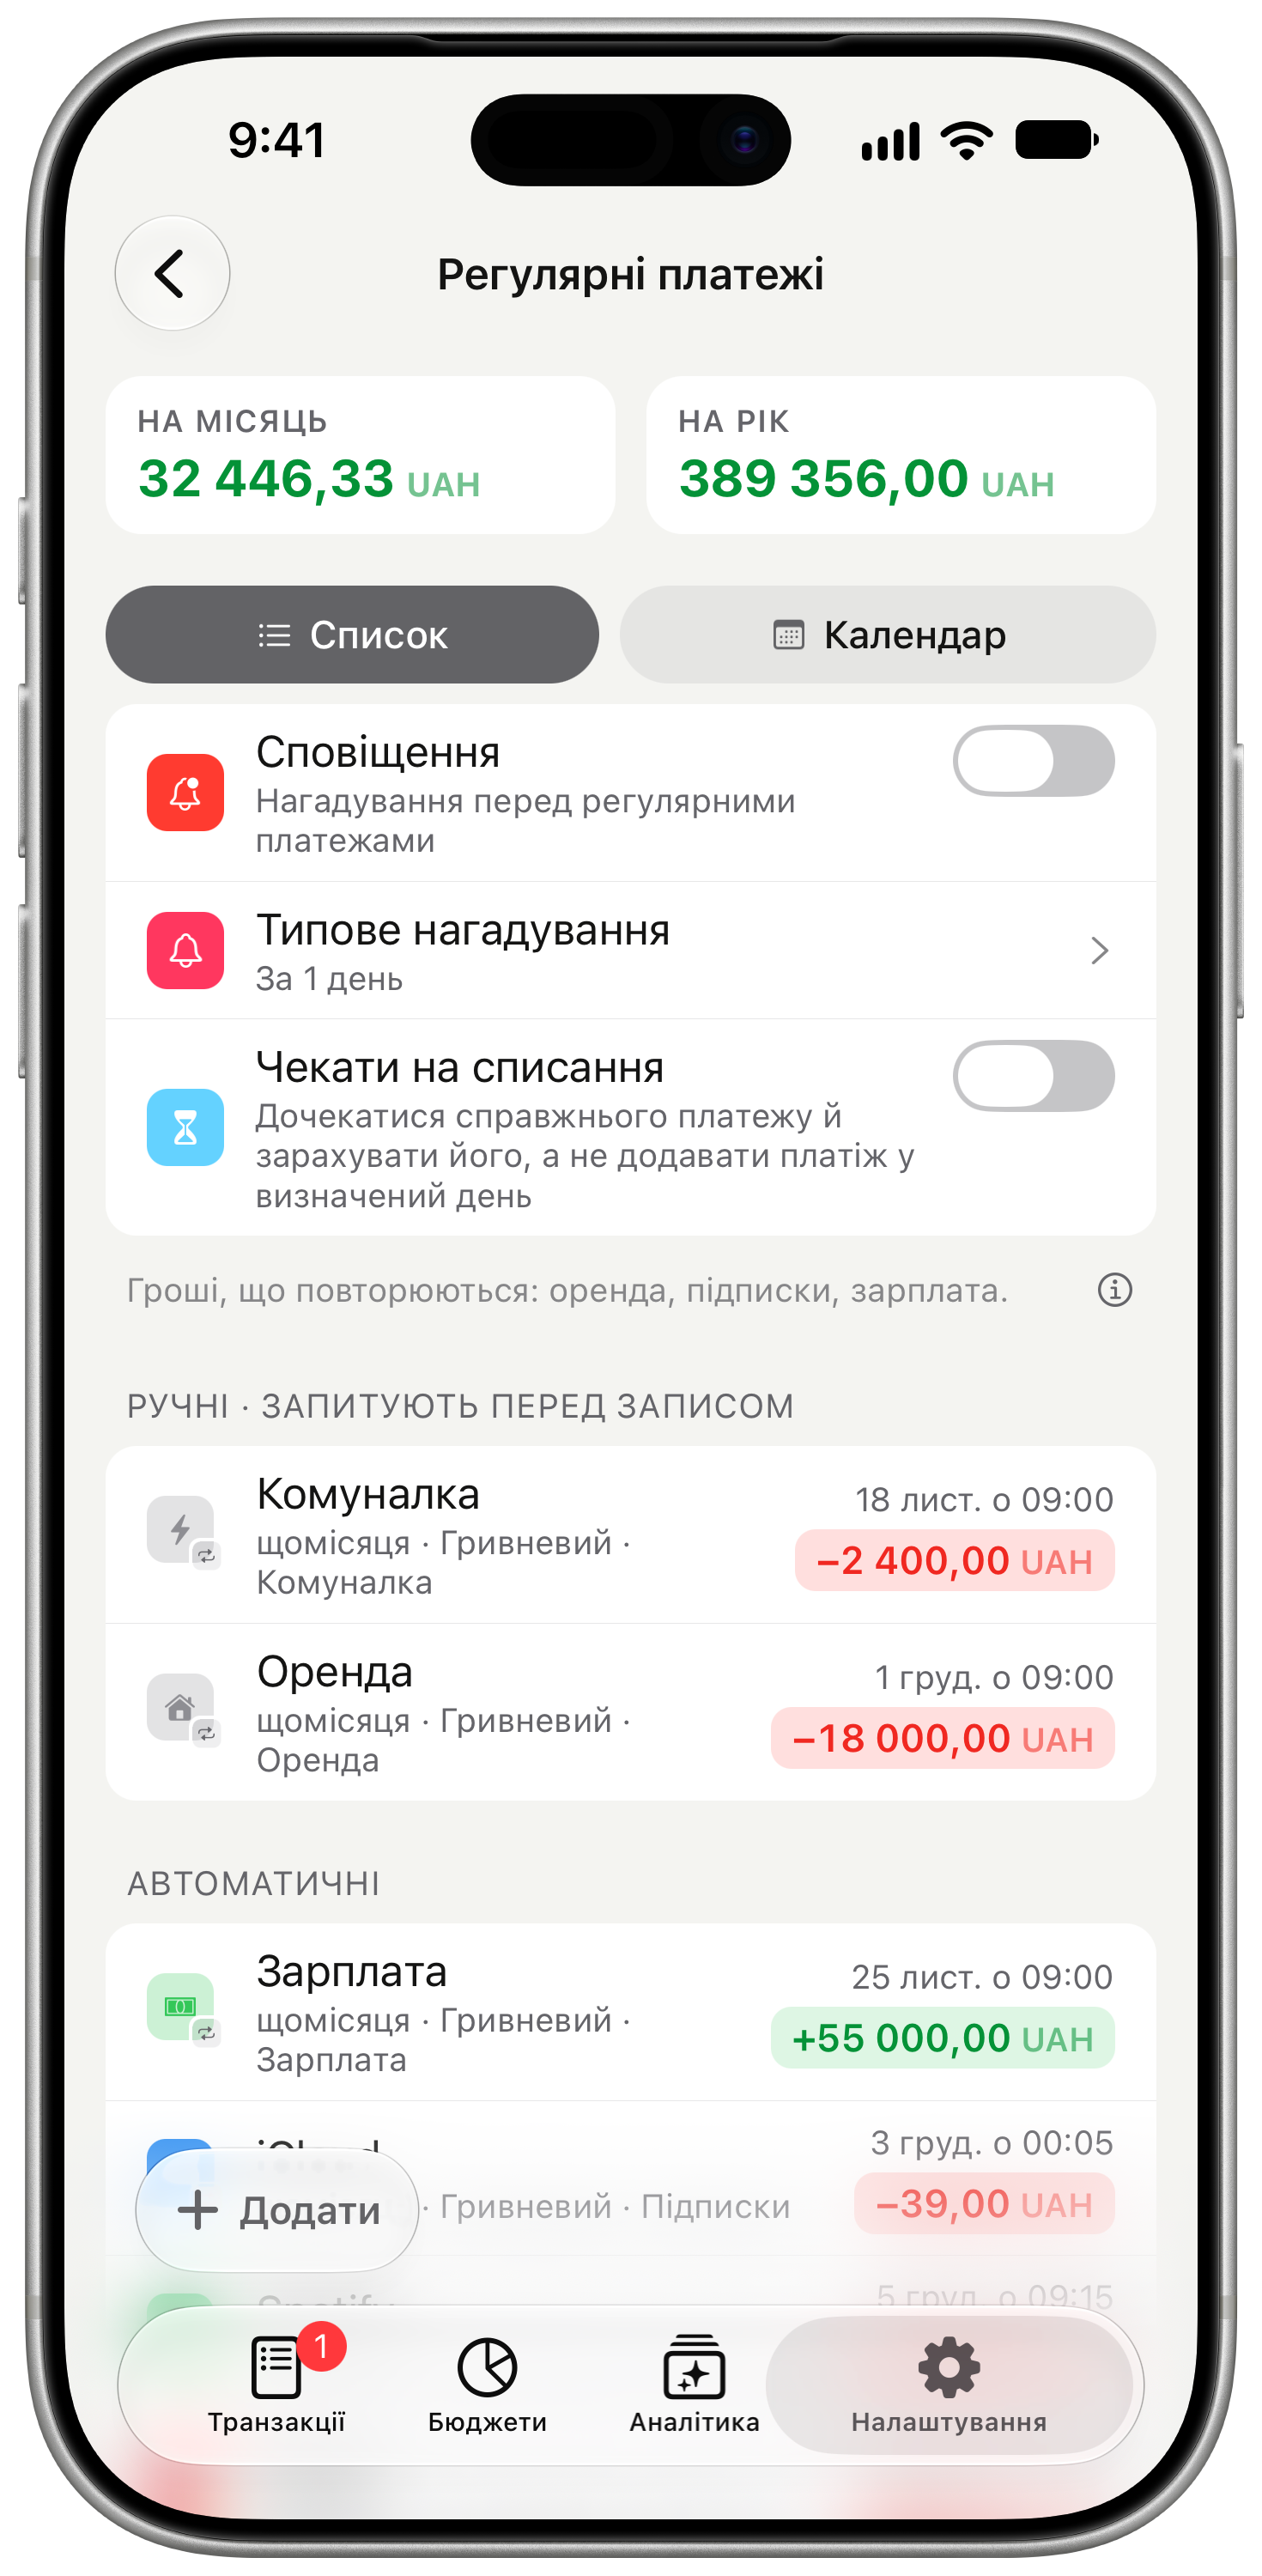 9:41
Регулярні платежі
НА МІСЯЦЬ
32 446,33 UAH
НА РІК
389 356,00 UAH
Список
Календар
Сповіщення
Нагадування перед регулярними
платежами
Типове нагадування
За 1 день
Чекати на списання
Дочекатися справжнього платежу й
зарахувати його, а не додавати платіж у
визначений день
Гроші, що повторюються: оренда, підписки, зарплата.
РУЧНІ · ЗАПИТУЮТЬ ПЕРЕД ЗАПИСОМ
Комуналка
18 лист. о 09:00
щомісяця · Гривневий ·
Комуналка
−2 400,00 UAH
Оренда
1 груд. о 09:00
щомісяця · Гривневий ·
Оренда
−18 000,00 UAH
АВТОМАТИЧНІ
Зарплата
25 лист. о 09:00
щомісяця · Гривневий ·
Зарплата
+55 000,00 UAH
3 груд. о 00:05
· Гривневий · Підписки
−39,00 UAH
Додати
5 груд. о 09:15
1
Транзакції
Бюджети
Аналітика
Налаштування